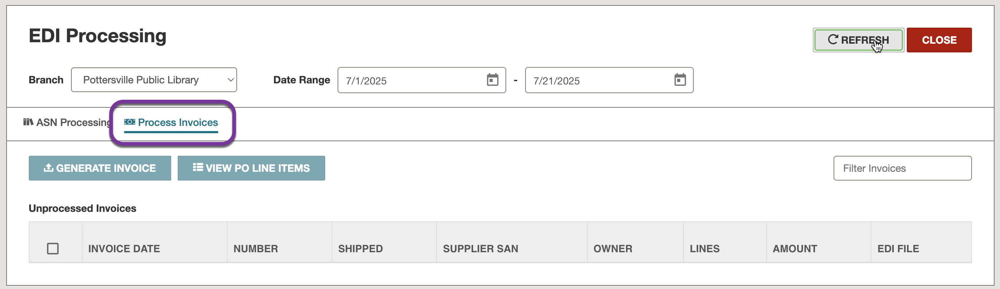 EDI Processing
REFRESH
CLOSE
Branch
Pottersville Public Library
Date Range
7/1/2025
-
7/21/2025
ASN Processing
Process Invoices
GENERATE INVOICE
VIEW PO LINE ITEMS
Filter Invoices
Unprocessed Invoices
INVOICE DATE
NUMBER
SHIPPED
SUPPLIER SAN
OWNER
LINES
AMOUNT
EDI FILE